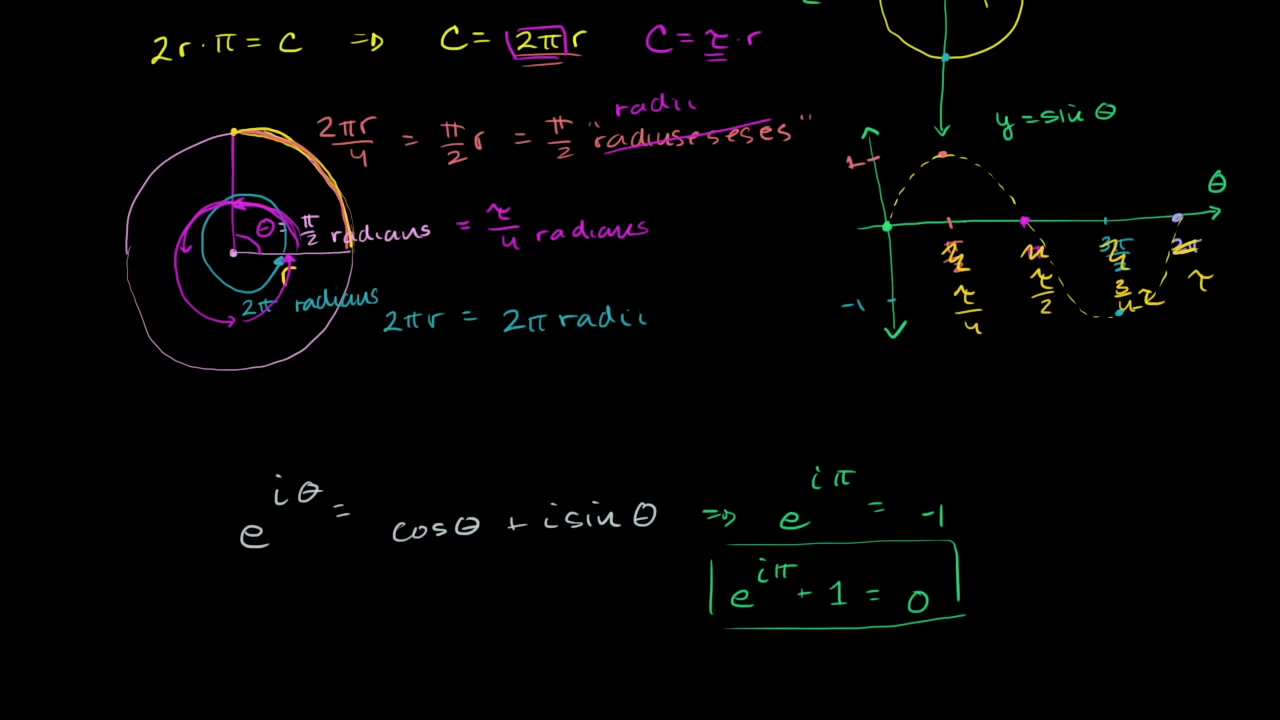 2r · π = C ⇒ C = 2πr C = τ · r
radii
2πr/4 = π/2 r = π/2 "radiuseseses"
y = sin θ
1
θ
θ = π/2 radians = τ/4 radians
r
2π radians
2πr = 2π radii
π/2 π 3π/2 2π
τ/4 τ/2 3/4 τ τ
-1
e^{iθ} = cosθ + i sin θ ⇒ e^{iπ} = -1
e^{iπ} + 1 = 0